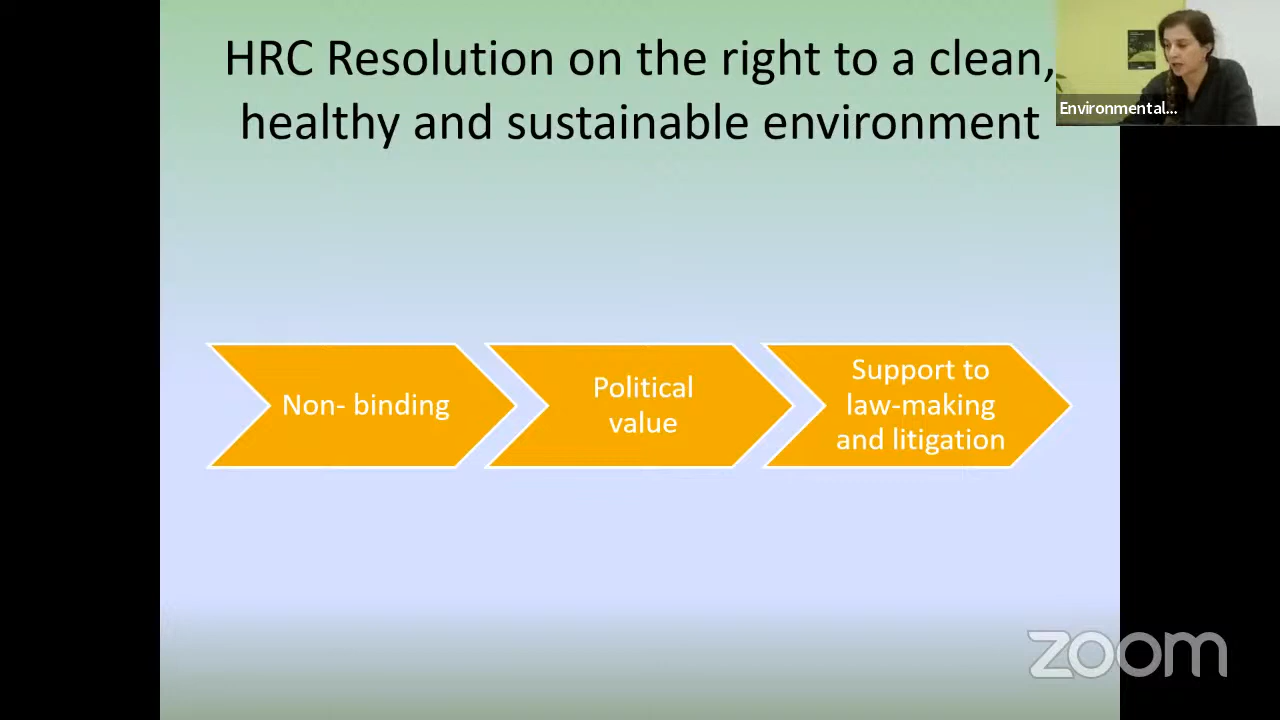 HRC Resolution on the right to a clean,
healthy and sustainable environment
Environmental...
Non- binding
Political
value
Support to
law-making
and litigation
zoom